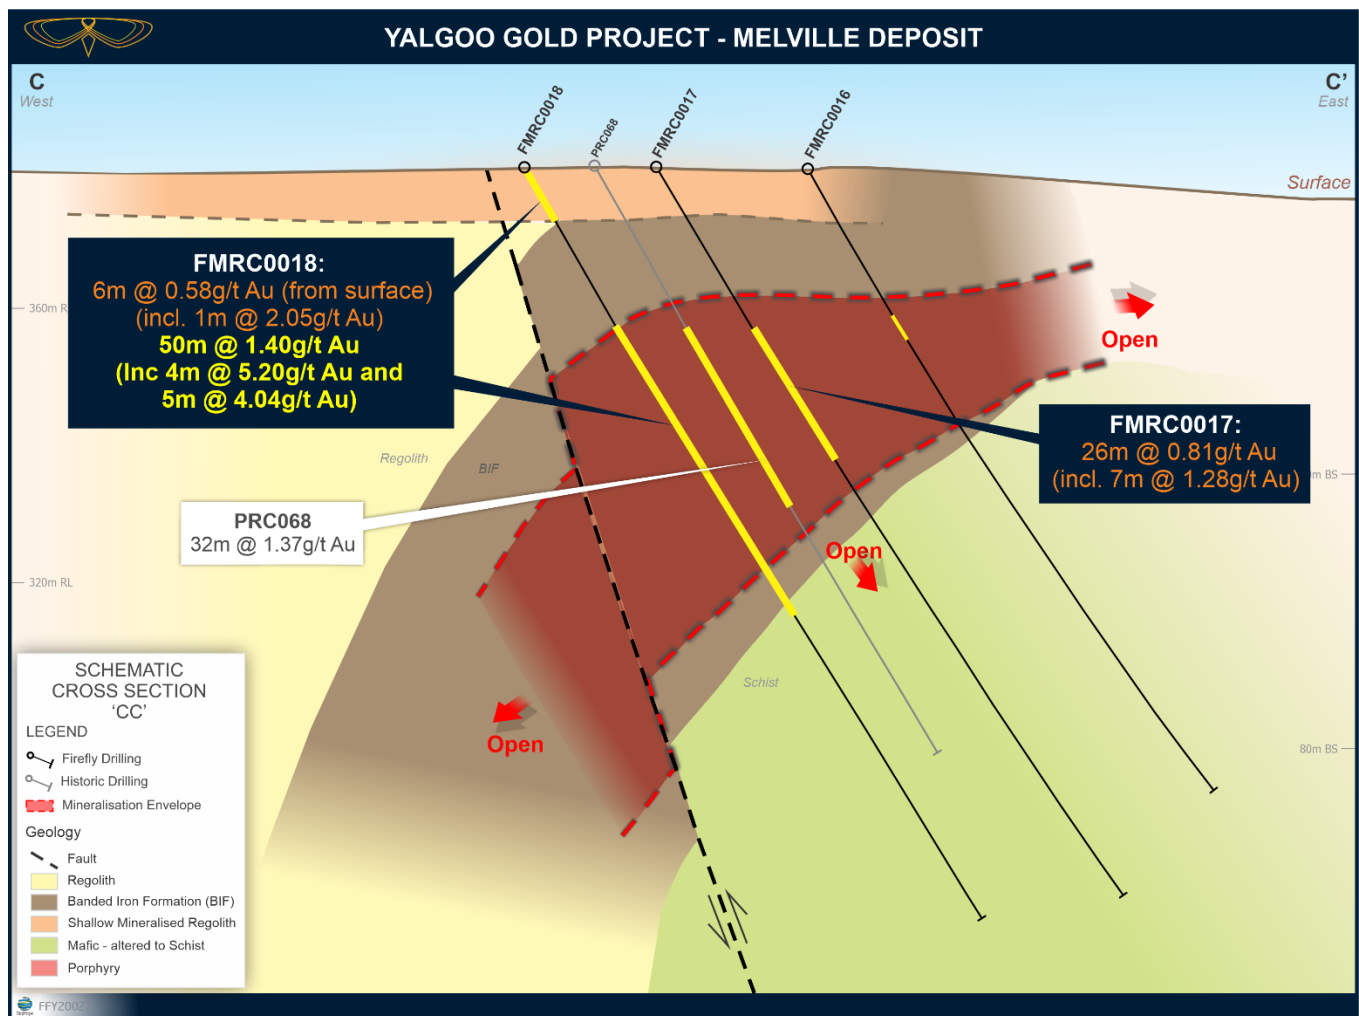 YALGOO GOLD PROJECT - MELVILLE DEPOSIT
C
West
C'
East
FMRC0018
PRC068
FMRC0017
FMRC0016
Surface
FMRC0018:
6m @ 0.58g/t Au (from surface)
(incl. 1m @ 2.05g/t Au)
50m @ 1.40g/t Au
(Inc 4m @ 5.20g/t Au and
5m @ 4.04g/t Au)
360m R
Open
FMRC0017:
26m @ 0.81g/t Au
(incl. 7m @ 1.28g/t Au)
Regolith
BIF
m BS
PRC068
32m @ 1.37g/t Au
Open
320m RL
Schist
Open
80m BS
SCHEMATIC
CROSS SECTION
'CC'
LEGEND
Firefly Drilling
Historic Drilling
Mineralisation Envelope
Geology
Fault
Regolith
Banded Iron Formation (BIF)
Shallow Mineralised Regolith
Mafic - altered to Schist
Porphyry
FFY2002